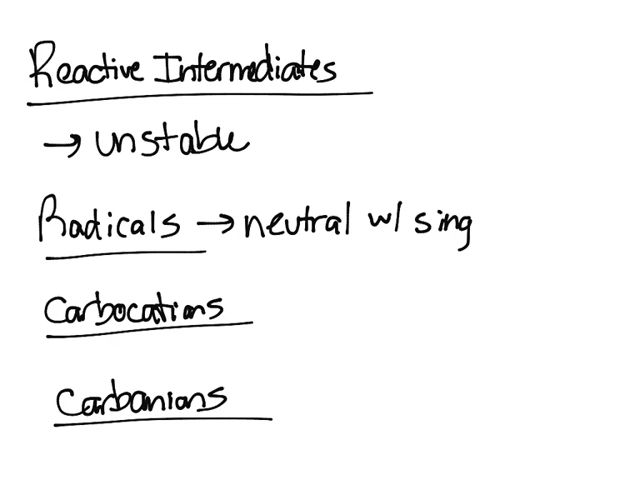 Reactive Intermediates
→ unstable
Radicals → neutral w/ sing
Carbocations
Carbanions